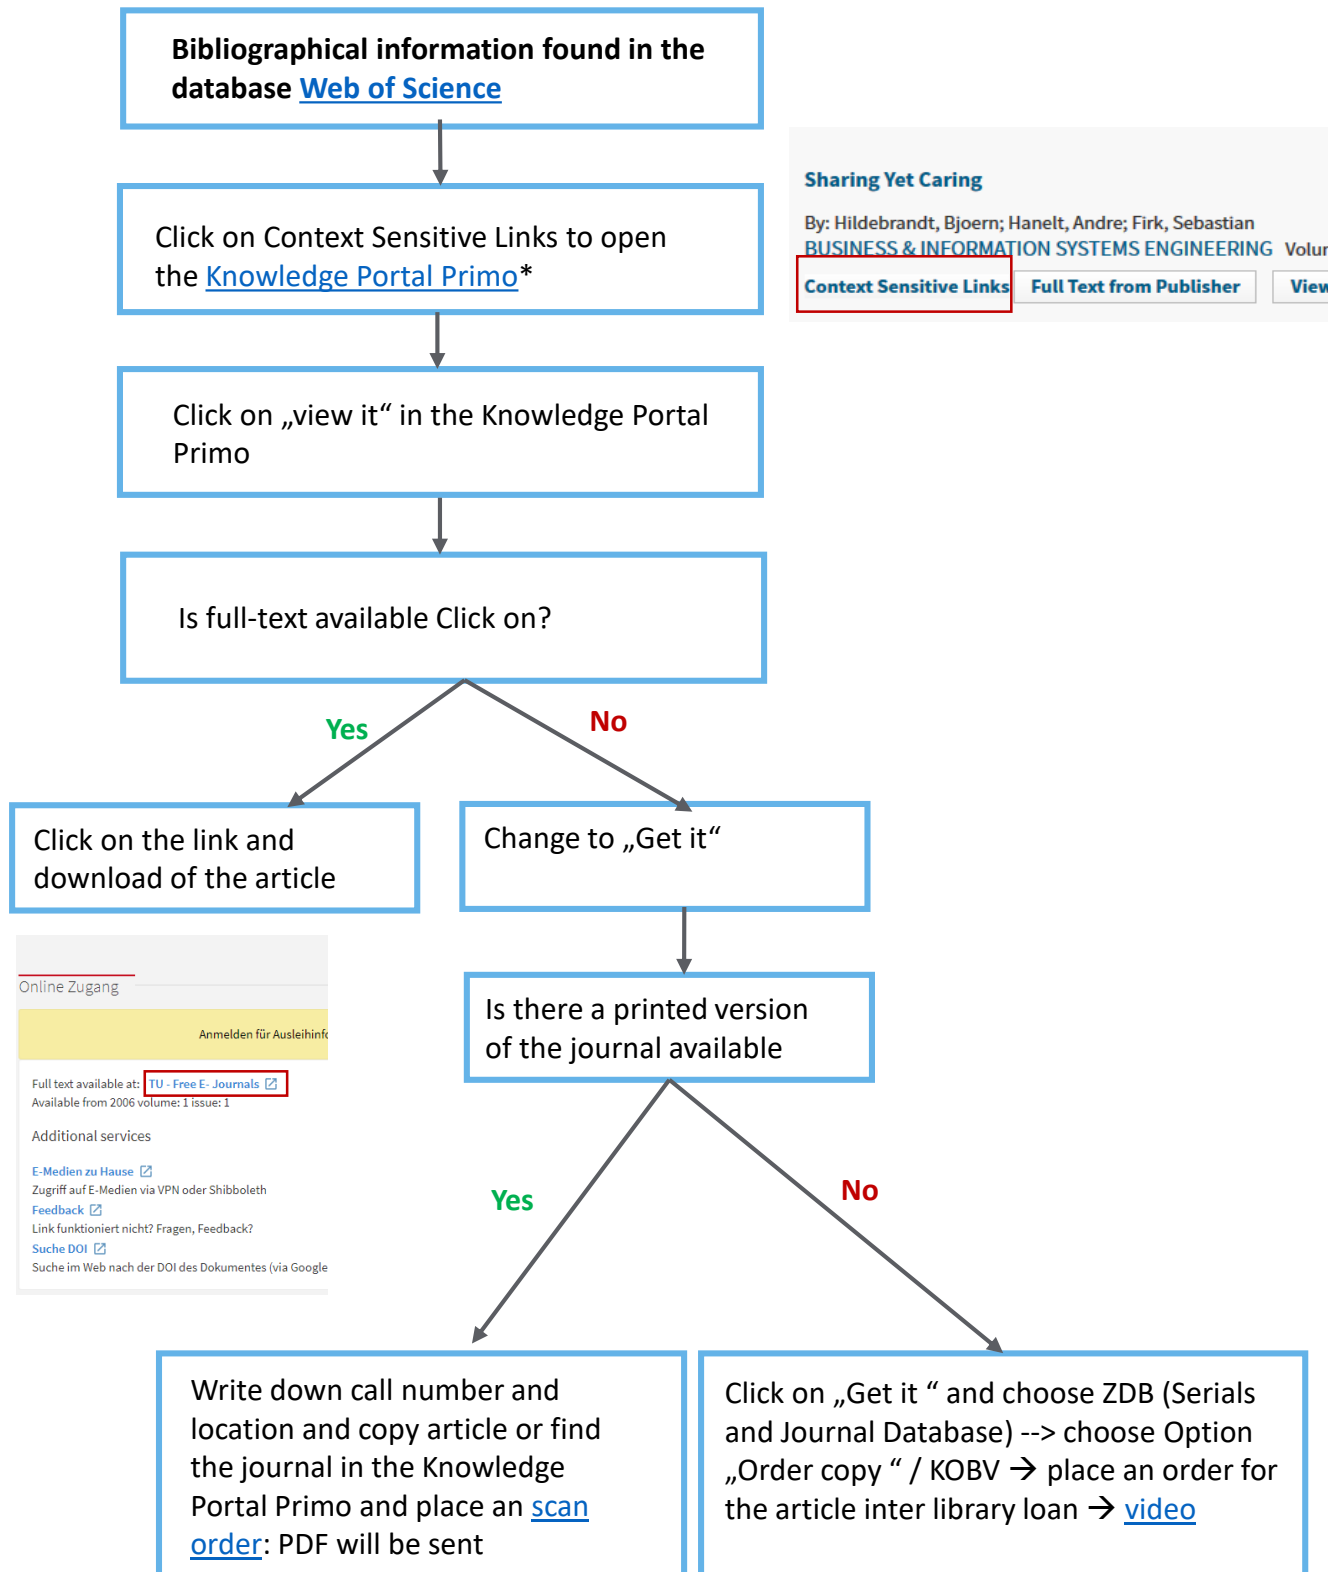 Bibliographical information found in the
database Web of Science
Sharing Yet Caring
By: Hildebrandt, Bjoern; Hanelt, Andre; Firk, Sebastian
BUSINESS & INFORMATION SYSTEMS ENGINEERING Volum
Context Sensitive Links Full Text from Publisher View
Click on Context Sensitive Links to open
the Knowledge Portal Primo*
Click on „view it“ in the Knowledge Portal
Primo
Is full-text available Click on?
Yes
No
Click on the link and
download of the article
Change to „Get it“
Online Zugang
Anmelden für Ausleihinfo
Full text available at: TU - Free E- Journals
Available from 2006 volume: 1 issue: 1
Additional services
E-Medien zu Hause
Zugriff auf E-Medien via VPN oder Shibboleth
Feedback
Link funktioniert nicht? Fragen, Feedback?
Suche DOI
Suche im Web nach der DOI des Dokumentes (via Google
Is there a printed version
of the journal available
Yes
No
Write down call number and
location and copy article or find
the journal in the Knowledge
Portal Primo and place an scan
order: PDF will be sent
Click on „Get it “ and choose ZDB (Serials
and Journal Database) --> choose Option
„Order copy “ / KOBV → place an order for
the article inter library loan → video